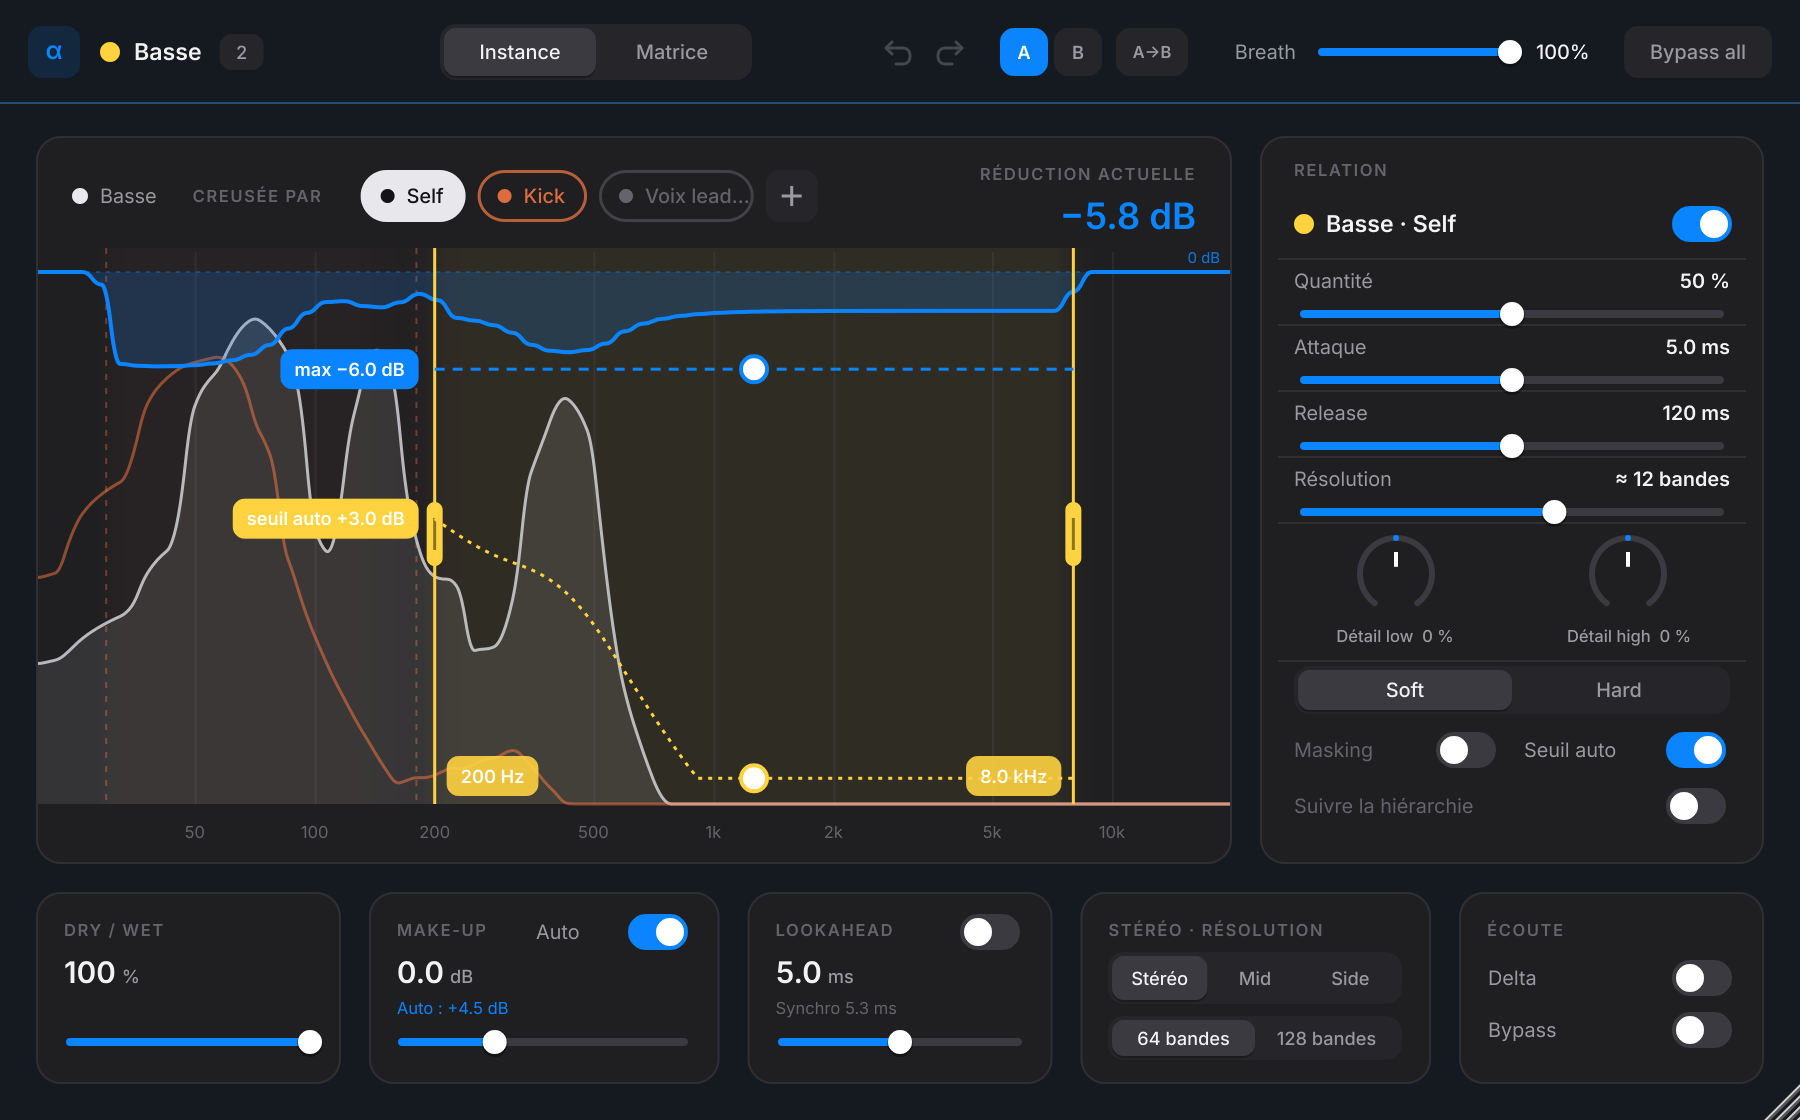 α
Basse
2
Instance
Matrice
A
B
A→B
Breath
100%
Bypass all
Basse
CREUSÉE PAR
Self
Kick
Voix lead...
+
RÉDUCTION ACTUELLE
−5.8 dB
0 dB
max −6.0 dB
seuil auto +3.0 dB
200 Hz
8.0 kHz
50
100
200
500
1k
2k
5k
10k
RELATION
Basse · Self
Quantité
50 %
Attaque
5.0 ms
Release
120 ms
Résolution
≈ 12 bandes
Détail low 0 %
Détail high 0 %
Soft
Hard
Masking
Seuil auto
Suivre la hiérarchie
DRY / WET
100 %
MAKE-UP
Auto
0.0 dB
Auto : +4.5 dB
LOOKAHEAD
5.0 ms
Synchro 5.3 ms
STÉRÉO · RÉSOLUTION
Stéréo
Mid
Side
64 bandes
128 bandes
ÉCOUTE
Delta
Bypass